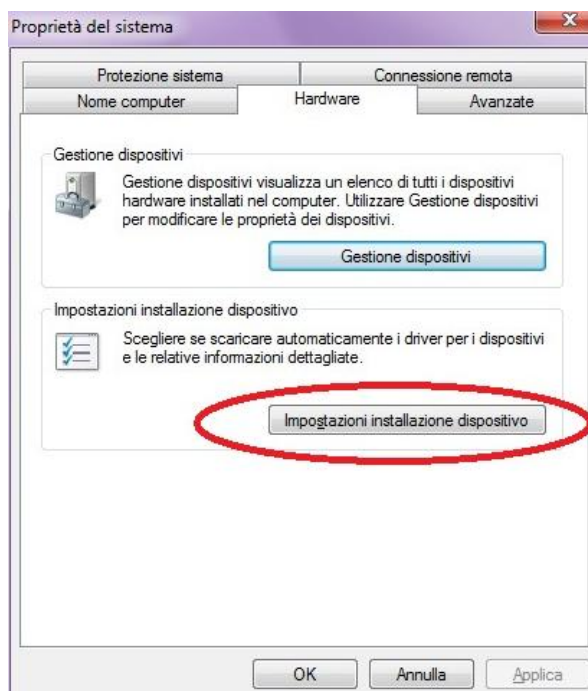 Proprietà del sistema
Protezione sistema
Connessione remota
Nome computer
Hardware
Avanzate
Gestione dispositivi
Gestione dispositivi visualizza un elenco di tutti i dispositivi
hardware installati nel computer. Utilizzare Gestione dispositivi
per modificare le proprietà dei dispositivi.
Gestione dispositivi
Impostazioni installazione dispositivo
Scegliere se scaricare automaticamente i driver per i dispositivi
e le relative informazioni dettagliate.
Impostazioni installazione dispositivo
OK
Annulla
Applica